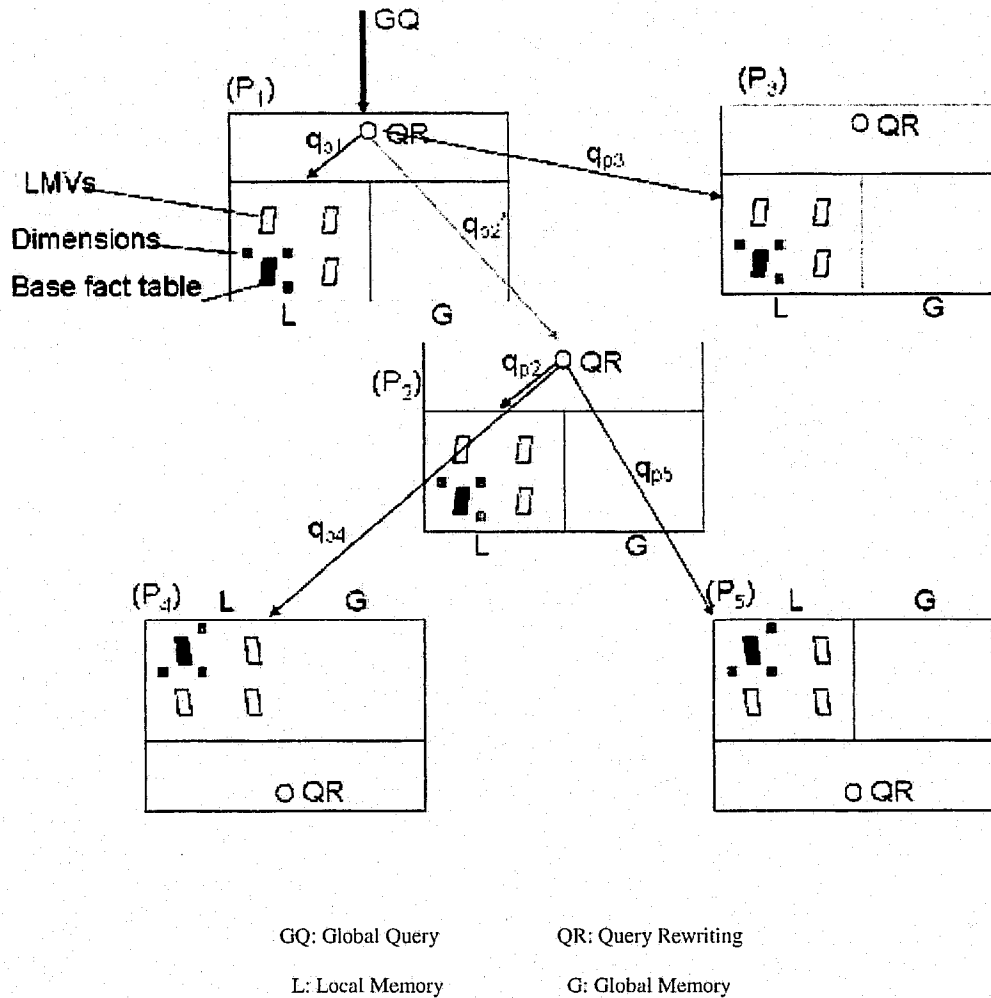 GQ
(P1)
(P3)
QR
QR
qp1
qp3
LMVs
qp2'
Dimensions
Base fact table
L
G
L
G
qp2
QR
(P2)
qp5
qp4
L
G
(P4)
L
G
(P5)
L
G
QR
QR
GQ: Global Query
QR: Query Rewriting
L: Local Memory
G: Global Memory